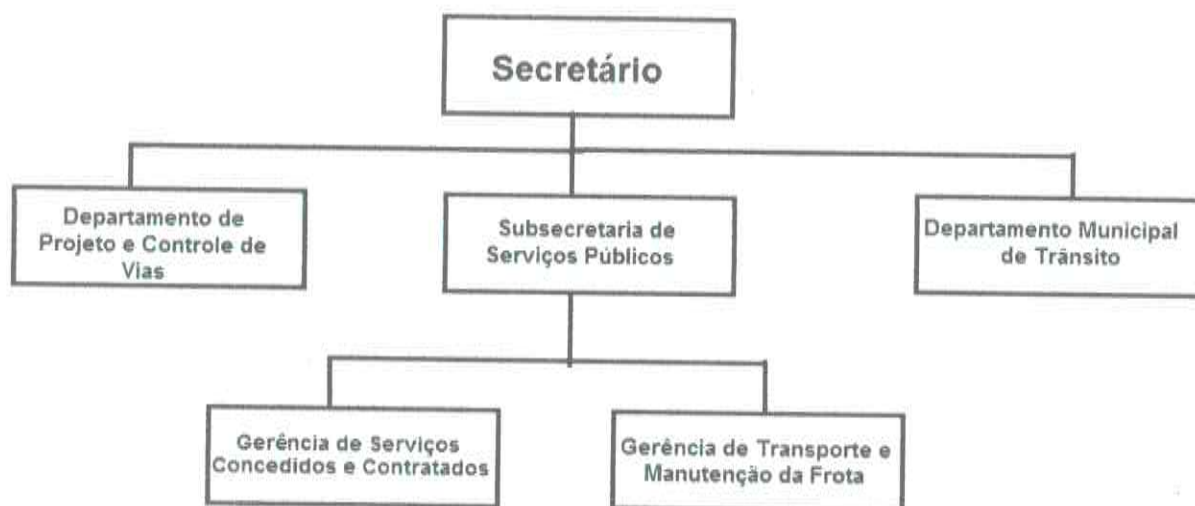 Secretário
Departamento de
Projeto e Controle de
Vias
Subsecretaria de
Serviços Públicos
Departamento Municipal
de Trânsito
Gerência de Serviços
Concedidos e Contratados
Gerência de Transporte e
Manutenção da Frota